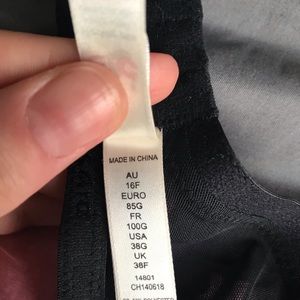 MADE IN CHINA
AU
16F
EURO
85G
FR
100G
USA
38G
UK
38F
14801
CH140618